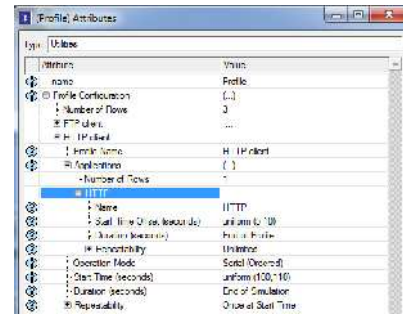 (Profile) Attributes
Type: Utilities
Attribute Value
name Profile
Profile Configuration (...)
Number of Rows 3
FTP client ...
HTTP client
Profile Name HTTP client
Applications (...)
Number of Rows 1
HTTP
Name HTTP
Start Time Offset (seconds) uniform (5,10)
Duration (seconds) End of Profile
Repeatability Unlimited
Operation Mode Serial (Ordered)
Start Time (seconds) uniform (100,110)
Duration (seconds) End of Simulation
Repeatability Once at Start Time